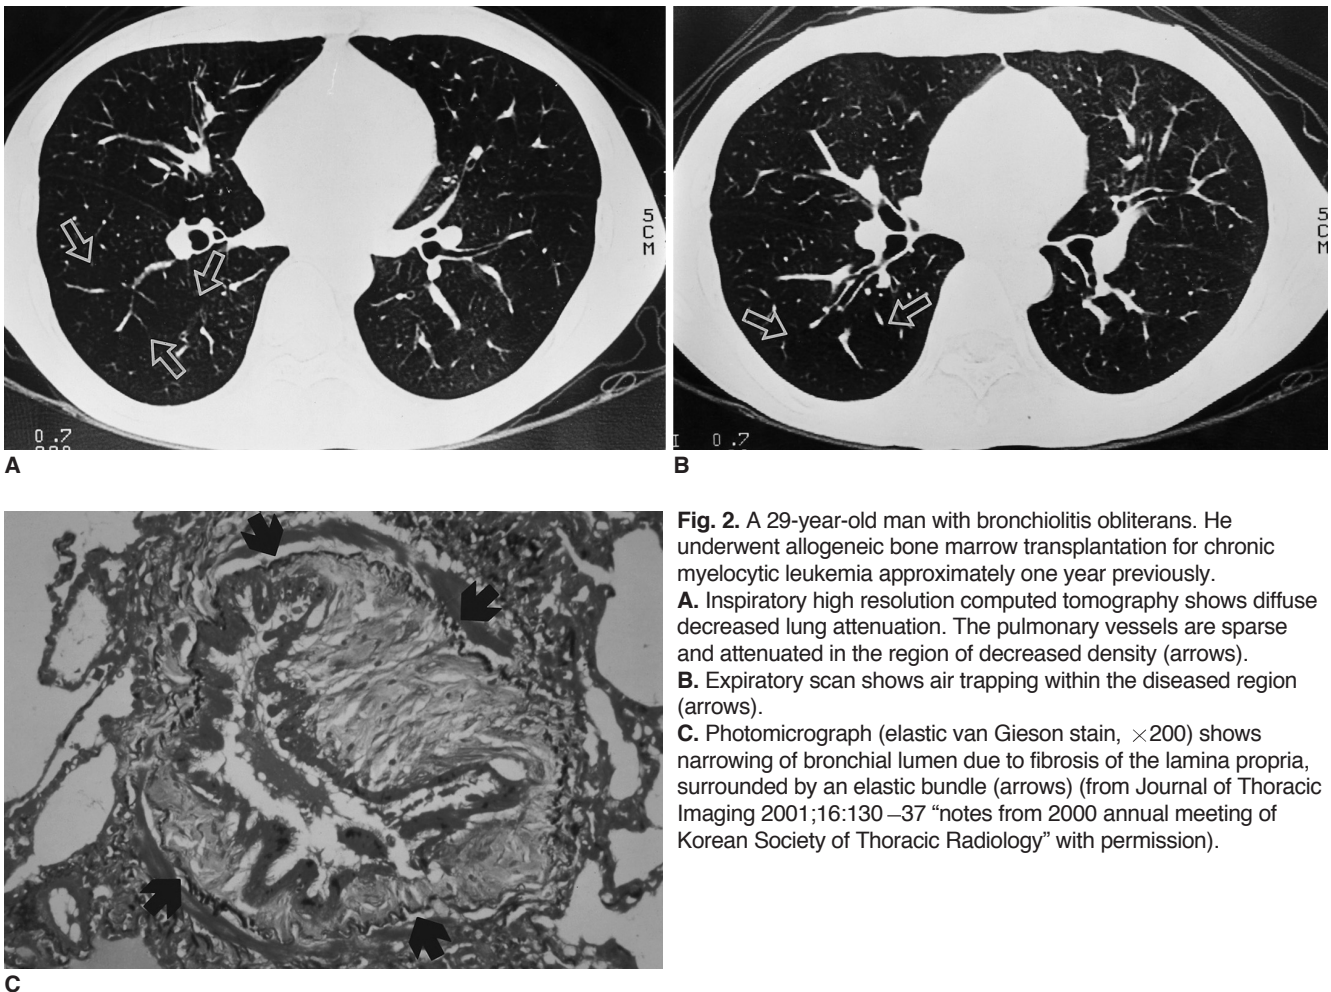 5
C
M
0 .7
A
5
C
M
I 0 .7
B
C
Fig. 2. A 29-year-old man with bronchiolitis obliterans. He
underwent allogeneic bone marrow transplantation for chronic
myelocytic leukemia approximately one year previously.
A. Inspiratory high resolution computed tomography shows diffuse
decreased lung attenuation. The pulmonary vessels are sparse
and attenuated in the region of decreased density (arrows).
B. Expiratory scan shows air trapping within the diseased region
(arrows).
C. Photomicrograph (elastic van Gieson stain, ×200) shows
narrowing of bronchial lumen due to fibrosis of the lamina propria,
surrounded by an elastic bundle (arrows) (from Journal of Thoracic
Imaging 2001;16:130–37 “notes from 2000 annual meeting of
Korean Society of Thoracic Radiology” with permission).